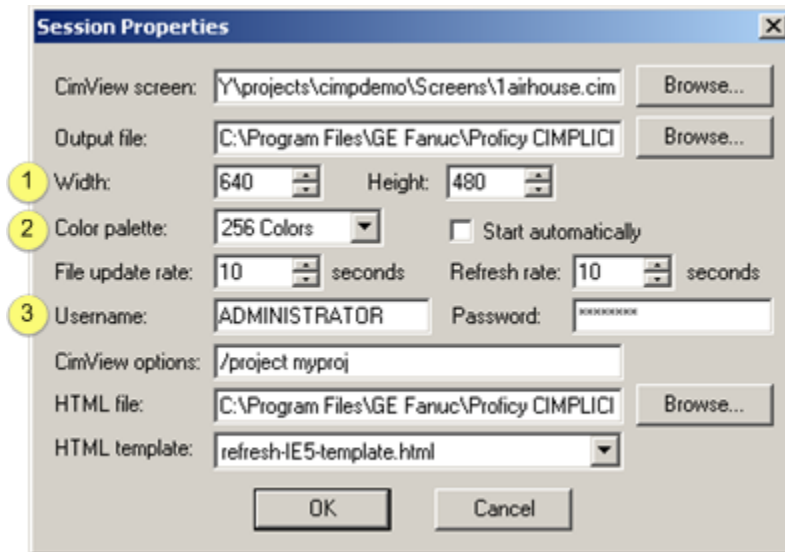 Session Properties
CimView screen: Y\projects\cimpdemo\Screens\1airhouse.cim Browse...
Output file: C:\Program Files\GE Fanuc\Proficy CIMPLICI Browse...
1 Width: 640 Height: 480
2 Color palette: 256 Colors Start automatically
File update rate: 10 seconds Refresh rate: 10 seconds
3 Username: ADMINISTRATOR Password: ********
CimView options: /project myproj
HTML file: C:\Program Files\GE Fanuc\Proficy CIMPLICI Browse...
HTML template: refresh-IE5-template.html
OK Cancel